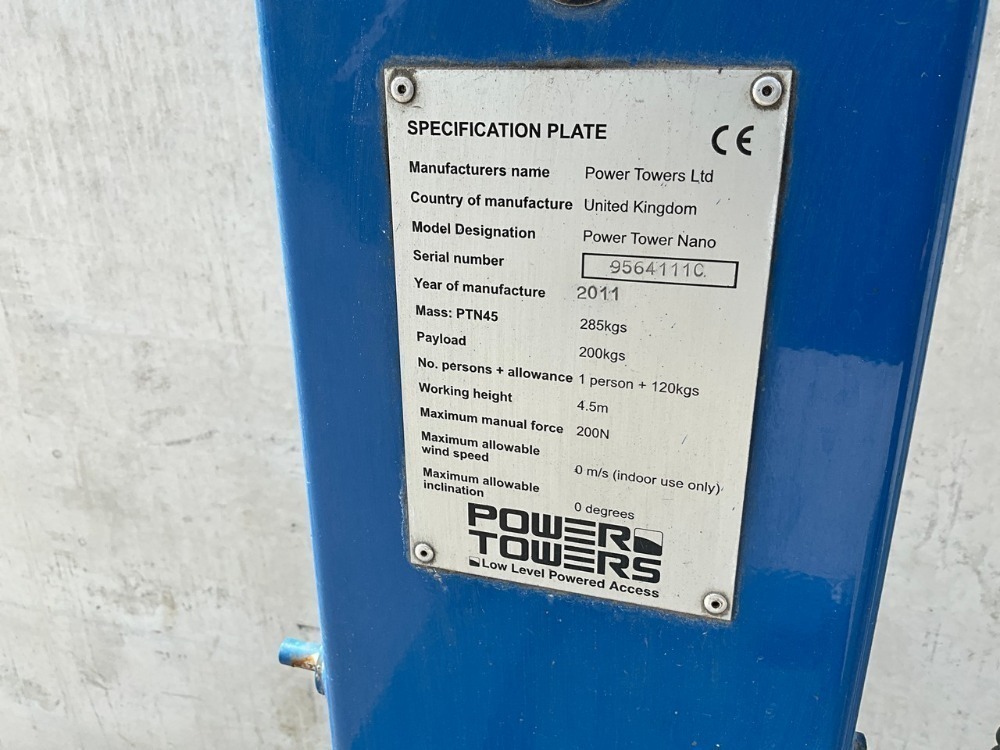 SPECIFICATION PLATE CE
Manufacturers name Power Towers Ltd
Country of manufacture United Kingdom
Model Designation Power Tower Nano
Serial number 9564111C
Year of manufacture 2011
Mass: PTN45 285kgs
Payload 200kgs
No. persons + allowance 1 person + 120kgs
Working height 4.5m
Maximum manual force 200N
Maximum allowable
wind speed 0 m/s (indoor use only)
Maximum allowable
inclination 0 degrees
POWER
TOWERS
Low Level Powered Access